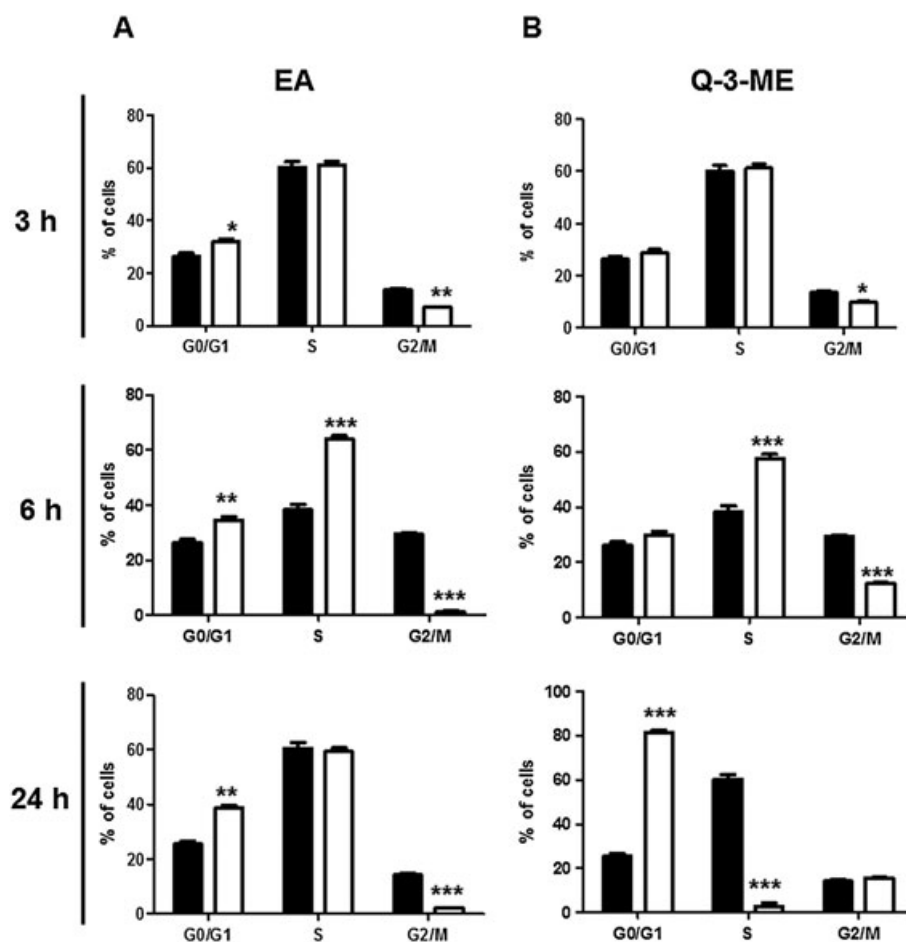 A B
EA Q-3-ME
3 h
% of cells
80
60
40
20
0
*
**
G0/G1 S G2/M
% of cells
80
60
40
20
0
*
G0/G1 S G2/M
6 h
% of cells
80
60
40
20
0
**
***
***
G0/G1 S G2/M
% of cells
80
60
40
20
0
***
***
G0/G1 S G2/M
24 h
% of cells
80
60
40
20
0
**
***
G0/G1 S G2/M
% of cells
100
80
60
40
20
0
***
***
G0/G1 S G2/M